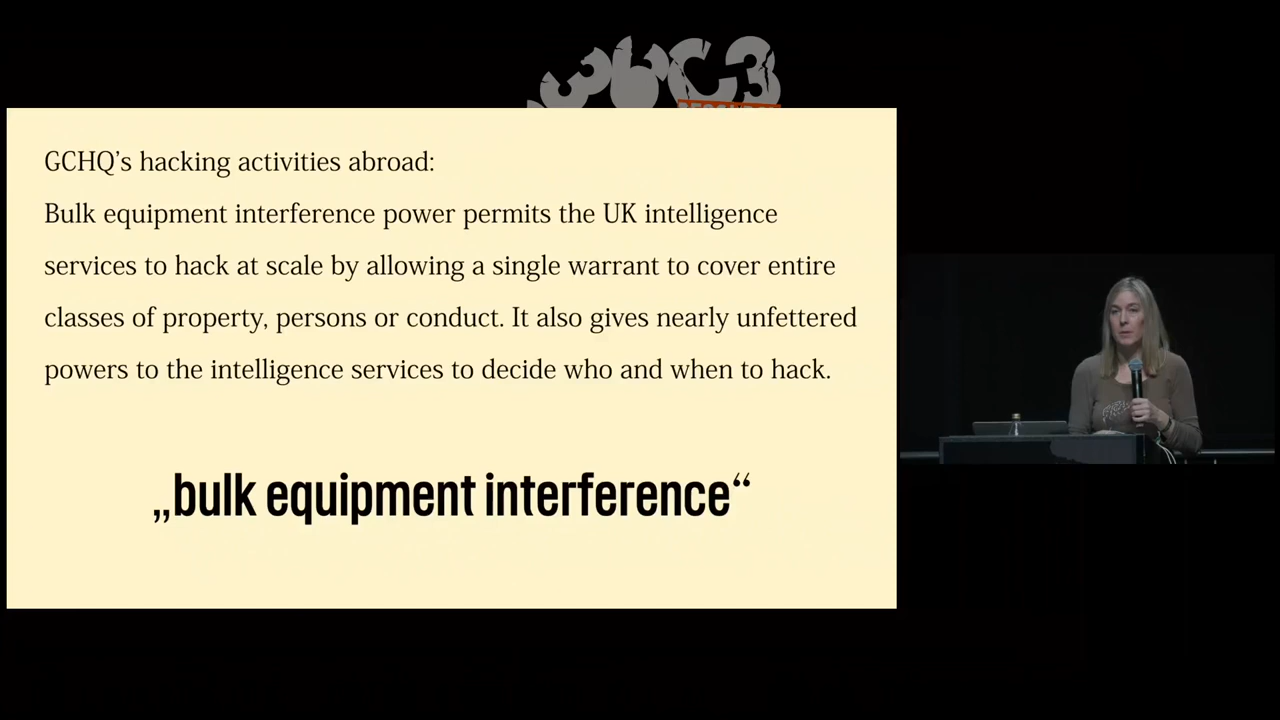 36C3
GCHQ’s hacking activities abroad:
Bulk equipment interference power permits the UK intelligence
services to hack at scale by allowing a single warrant to cover entire
classes of property, persons or conduct. It also gives nearly unfettered
powers to the intelligence services to decide who and when to hack.
„bulk equipment interference“